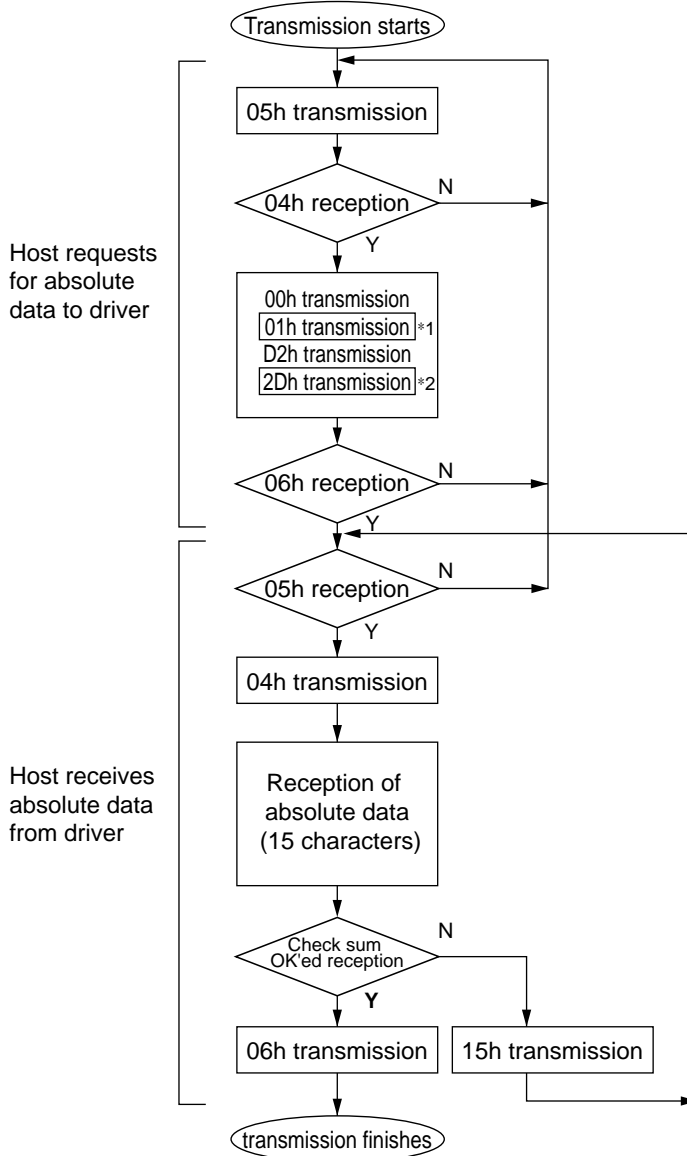 Transmission starts
05h transmission
04h reception
N
Y
Host requests
for absolute
data to driver
00h transmission
01h transmission *1
D2h transmission
2Dh transmission *2
06h reception
N
Y
05h reception
N
Y
04h transmission
Host receives
absolute data
from driver
Reception of
absolute data
(15 characters)
Check sum
OK'ed reception
N
Y
06h transmission
15h transmission
transmission finishes